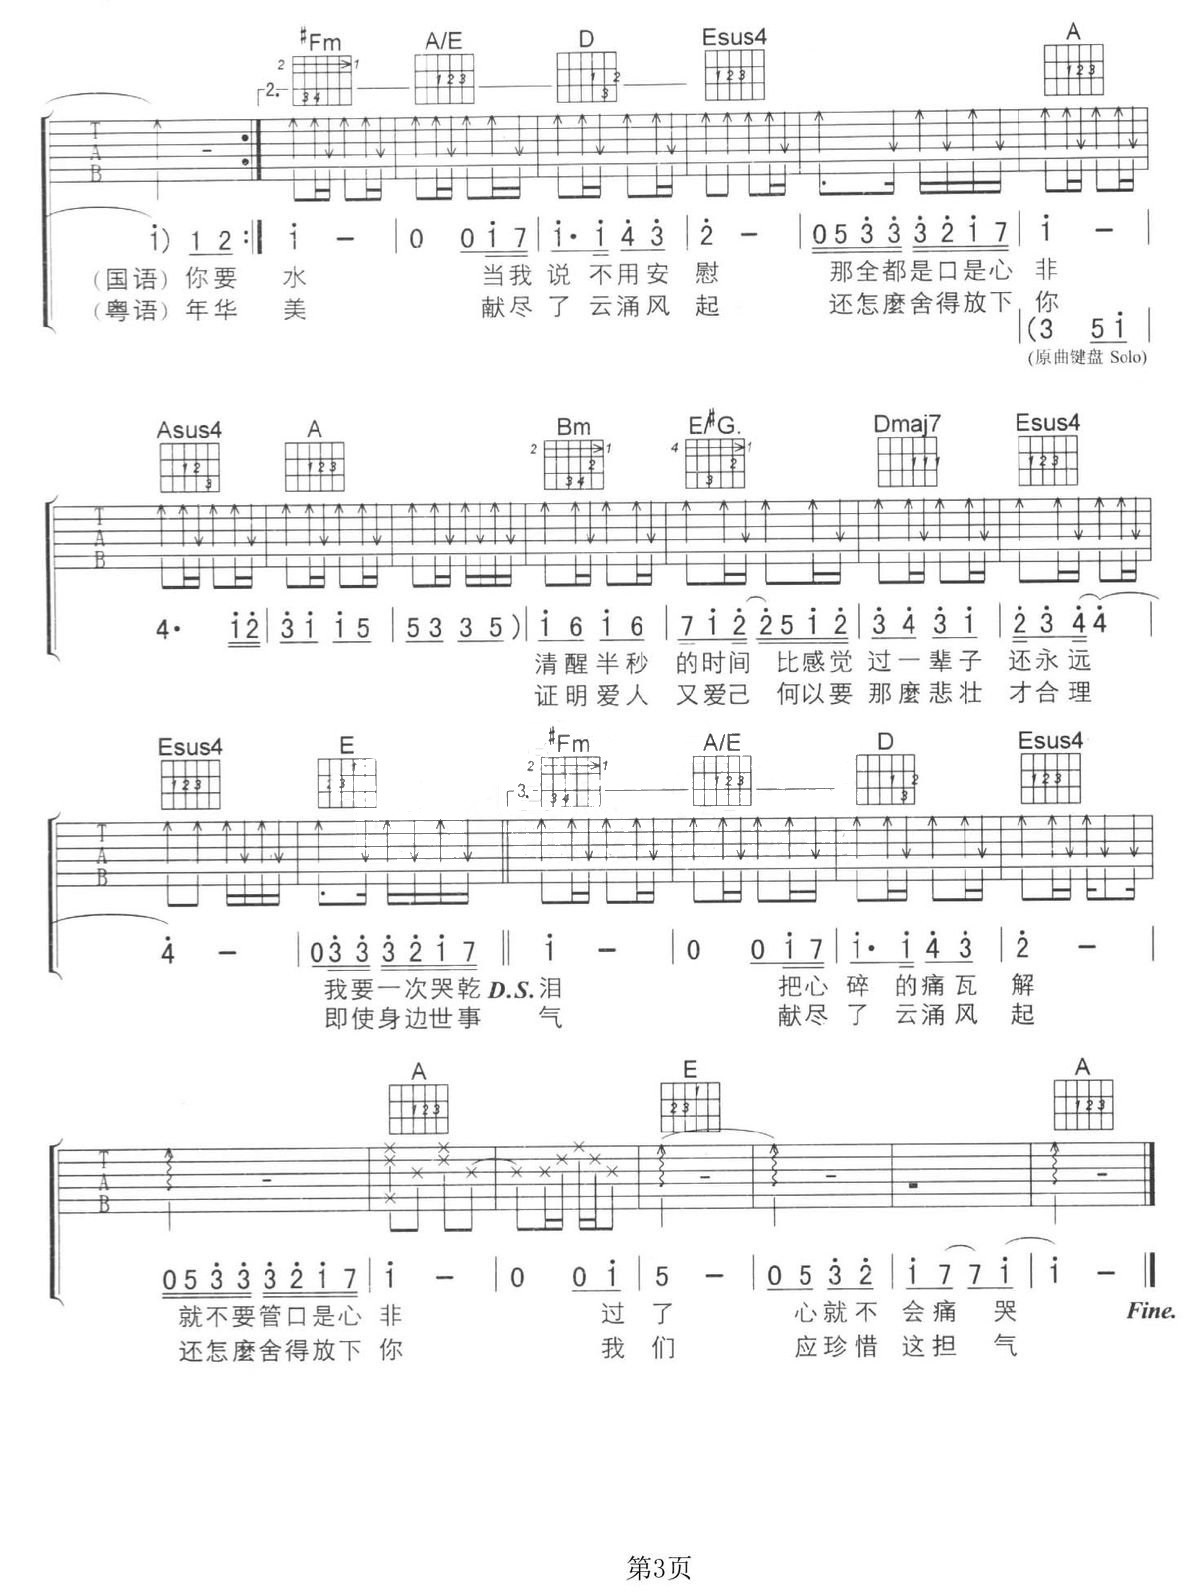 ♯Fm A/E D Esus4 A
2.
T A B
i) 1 2 :‖ i - | 0 0 i 7 | i· i 4 3 | 2 - | 0 5 3 3 3 2 i 7 | i - |
(国语) 你要 水 当我 说 不用安 慰 那全都是口是心 非
(粤语) 年华 美 献尽 了 云涌风 起 还怎麼舍得放下 你
(3 5 i |
(原曲键盘 Solo)
Asus4 A Bm E/♯G. Dmaj7 Esus4
T A B
4· i 2 | 3 i i 5 | 5 3 3 5 ) | i 6 i 6 | 7 i 2 2 5 i 2 | 3 4 3 i | 2 3 4 4 |
清醒半秒 的时间 比感觉 过一辈子 还永远
证明爱人 又爱己 何以要 那麼悲壮 才合理
Esus4 E ♯Fm A/E D Esus4
3.
T A B
4 - | 0 3 3 3 2 i 7 ‖ i - | 0 0 i 7 | i· i 4 3 | 2 - |
我要一次哭乾 D.S. 泪 把心 碎 的痛瓦 解
即使身边世事 气 献尽 了 云涌风 起
A E A
T A B
0 5 3 3 3 2 i 7 | i - | 0 0 i | 5 - | 0 5 3 2 | i 7 7 i | i - ‖
就不要管口是心 非 过 了 心就不 会痛 哭 Fine.
还怎麼舍得放下 你 我 们 应珍惜 这担 气
第3页